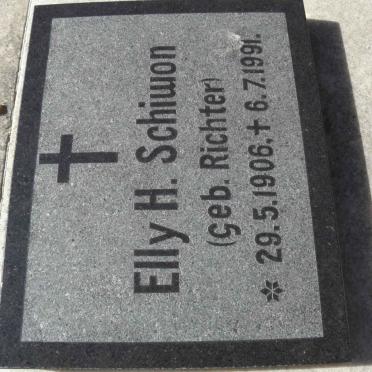 Elly H. Schiwon
(geb. Richter)
* 29.5.1906. † 6.7.1991.